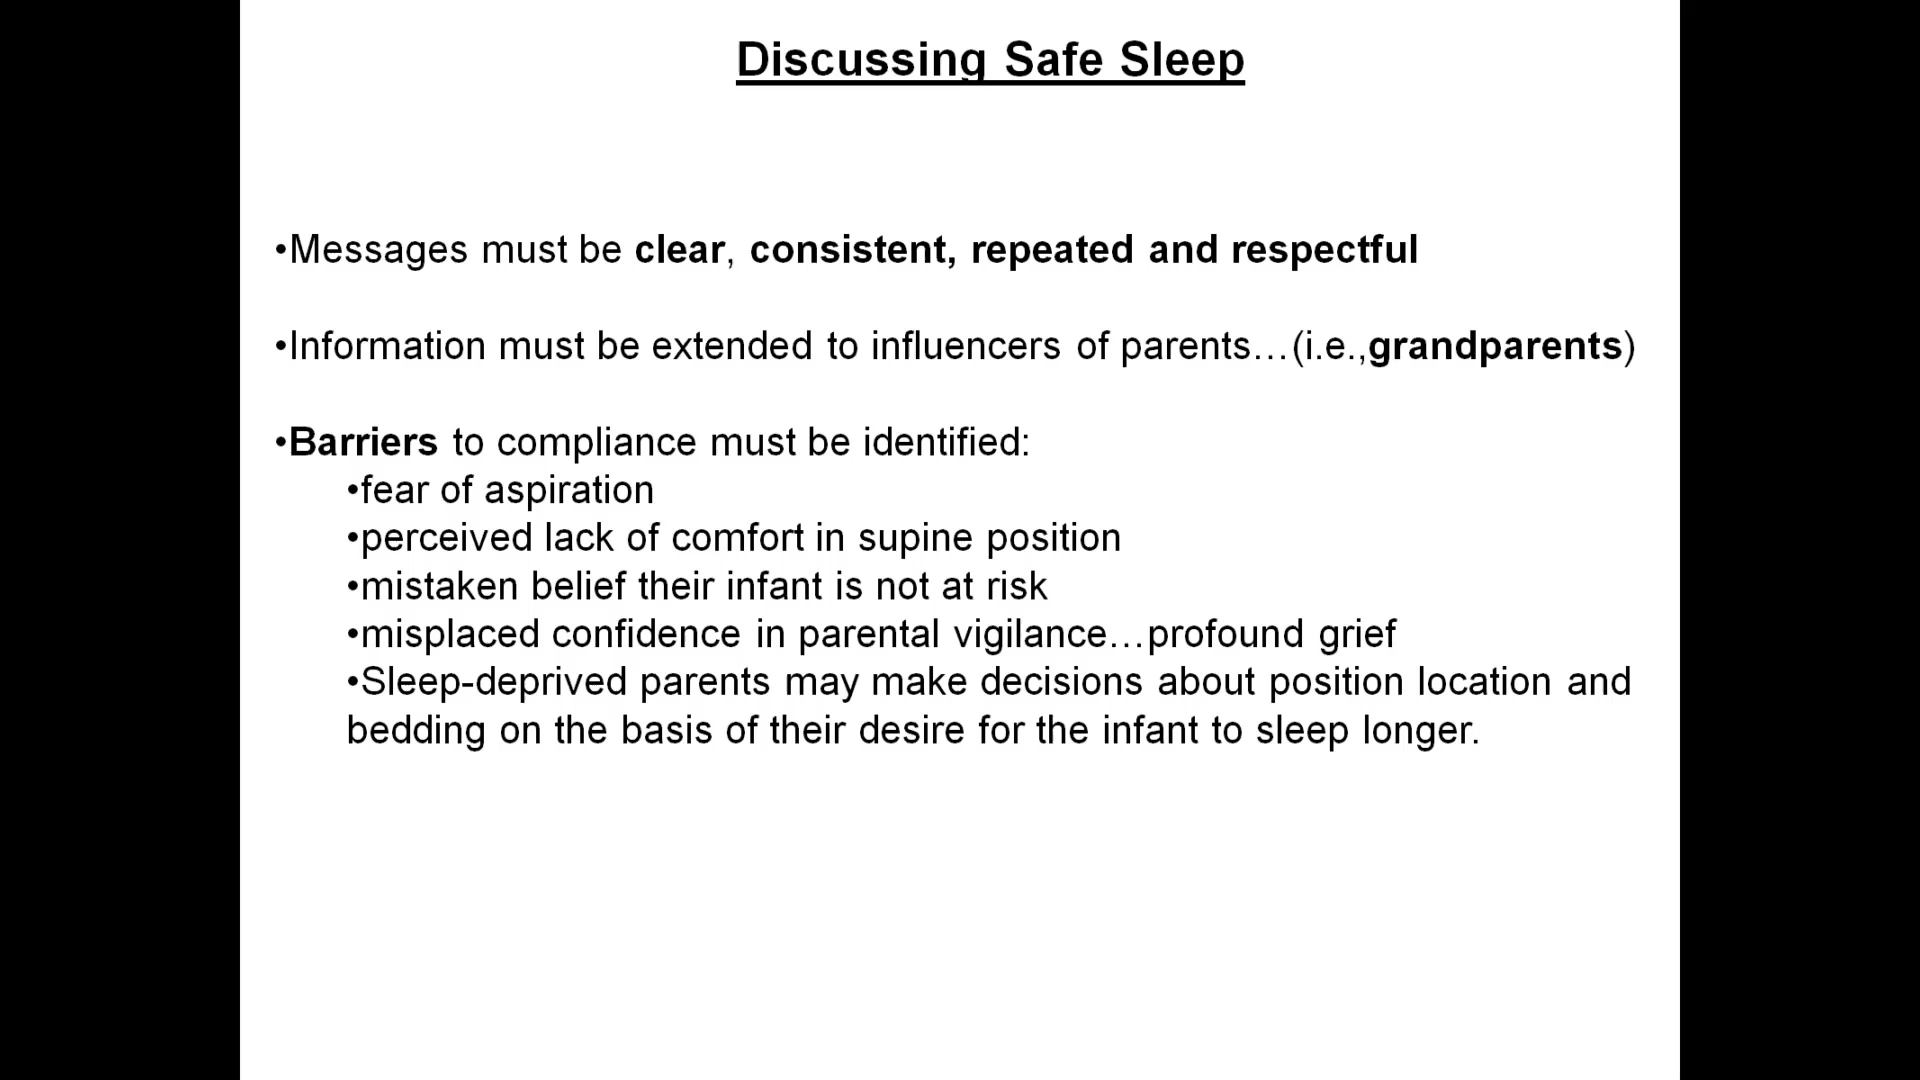 Discussing Safe Sleep
•Messages must be clear, consistent, repeated and respectful
•Information must be extended to influencers of parents…(i.e.,grandparents)
•Barriers to compliance must be identified:
•fear of aspiration
•perceived lack of comfort in supine position
•mistaken belief their infant is not at risk
•misplaced confidence in parental vigilance…profound grief
•Sleep-deprived parents may make decisions about position location and
bedding on the basis of their desire for the infant to sleep longer.